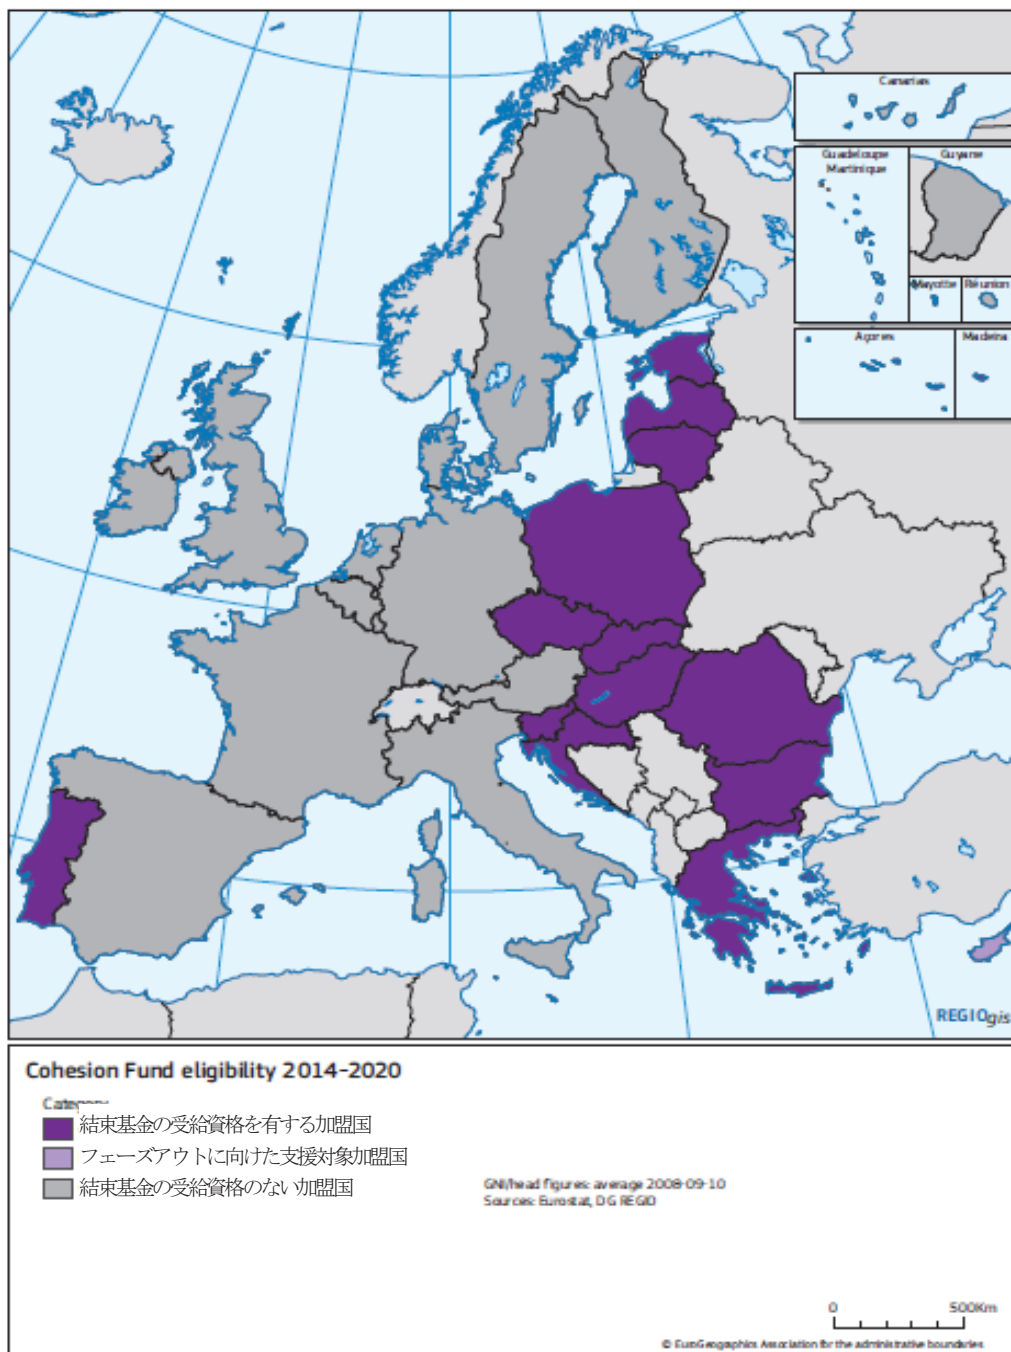 Canarias
Guadeloupe
Martinique
Guyane
Mayotte
Réunion
Açores
Madeira
REGIOgis
Cohesion Fund eligibility 2014-2020
結束基金の受給資格を有する加盟国
フェーズアウトに向けた支援対象加盟国
結束基金の受給資格のない加盟国
GNI/head figures: average 2008-09-10
Sources: Eurostat, DG REGIO
0 500Km
© EuroGeographics Association for the administrative boundaries